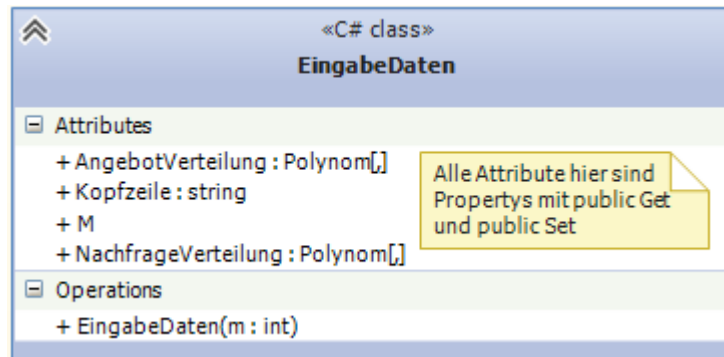 «C# class»
EingabeDaten
Attributes
+ AngebotVerteilung : Polynom[,]
+ Kopfzeile : string
+ M
+ NachfrageVerteilung : Polynom[,]
Alle Attribute hier sind
Propertys mit public Get
und public Set
Operations
+ EingabeDaten(m : int)